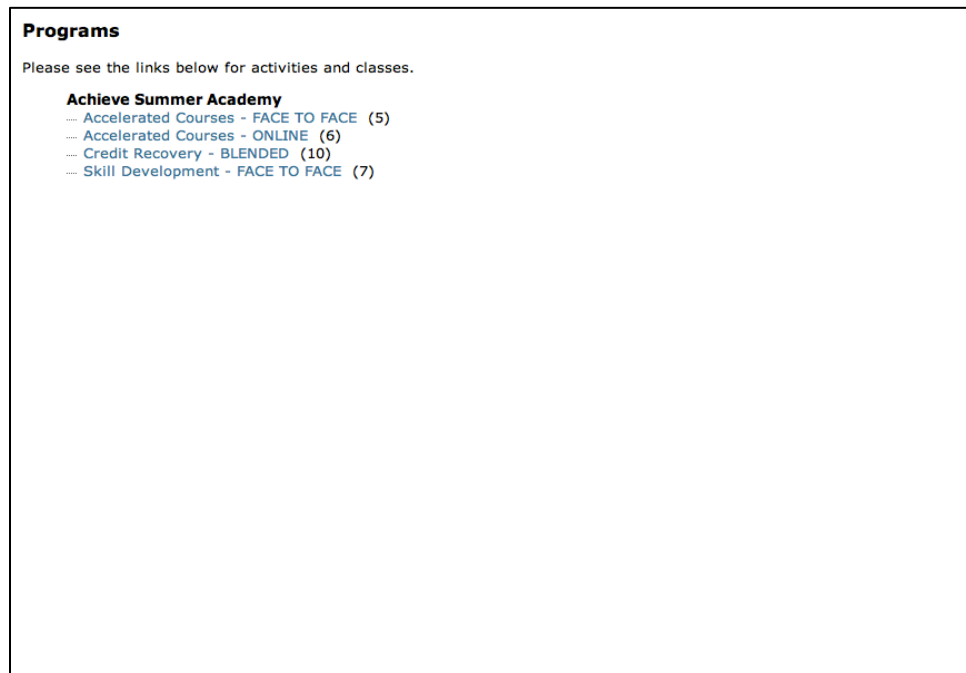 Programs
Please see the links below for activities and classes.
Achieve Summer Academy
Accelerated Courses - FACE TO FACE (5)
Accelerated Courses - ONLINE (6)
Credit Recovery - BLENDED (10)
Skill Development - FACE TO FACE (7)